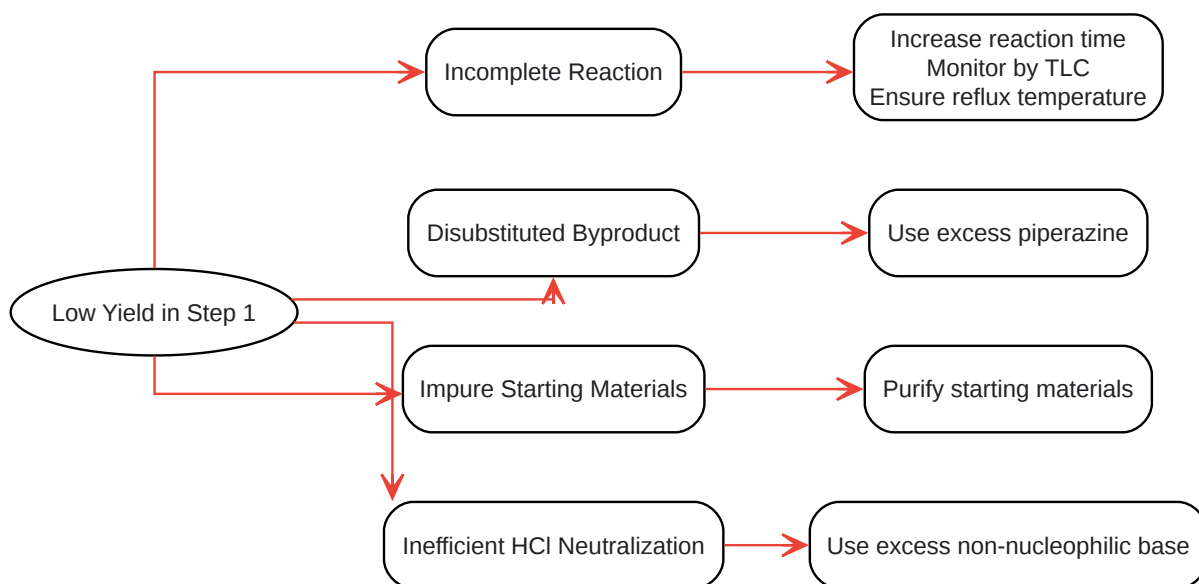 Increase reaction time
Monitor by TLC
Ensure reflux temperature
Incomplete Reaction
Disubstituted Byproduct
Use excess piperazine
Low Yield in Step 1
Impure Starting Materials
Purify starting materials
Inefficient HCl Neutralization
Use excess non-nucleophilic base